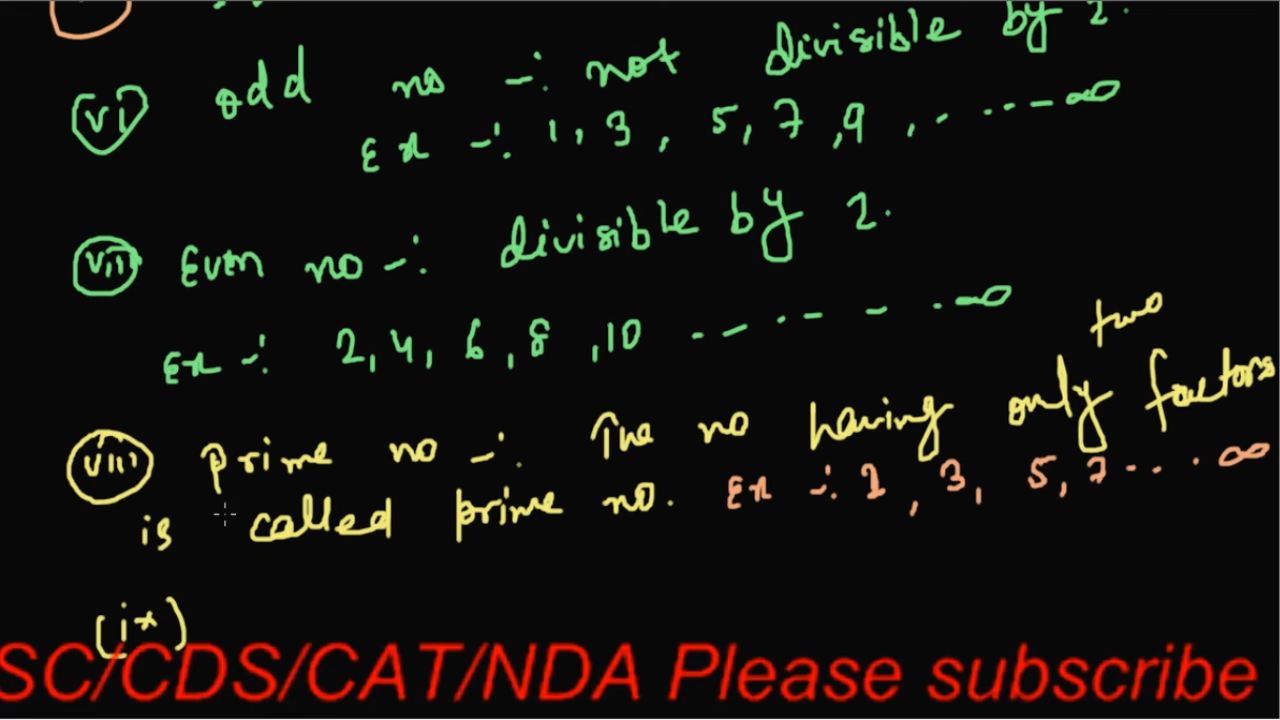 (vi) odd no -: not divisible by 2.
Ex -: 1, 3, 5, 7, 9, . - .. - - ∞
(vii) Even no -: divisible by 2.
Ex -: 2, 4, 6, 8, 10 - - . . - - . - ∞
two
(viii) Prime no -: The no having only factors
is called prime no. Ex -: 2, 3, 5, 7 - . . . ∞
(ix)
SC/CDS/CAT/NDA Please subscribe